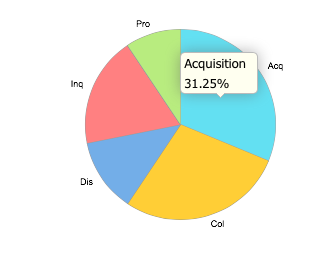 Pro
Acquisition
31.25%
Acq
Inq
Dis
Col